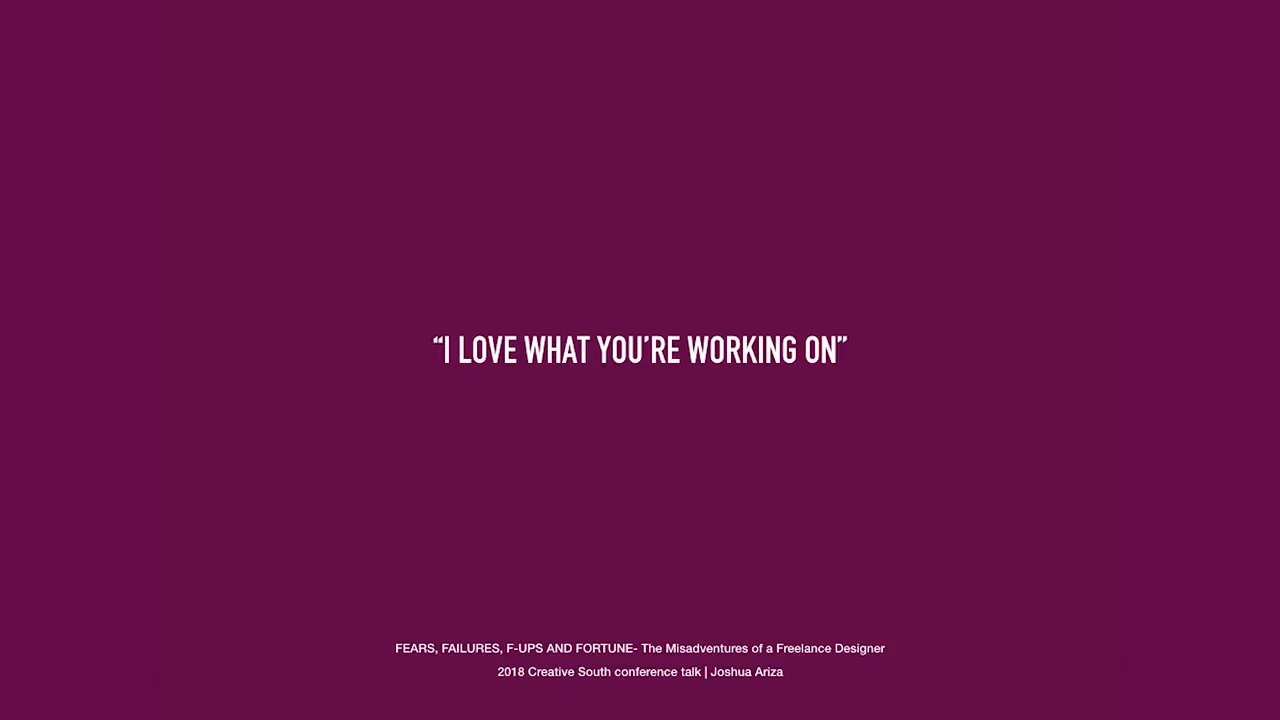 “I LOVE WHAT YOU’RE WORKING ON”
FEARS, FAILURES, F-UPS AND FORTUNE- The Misadventures of a Freelance Designer
2018 Creative South conference talk | Joshua Ariza